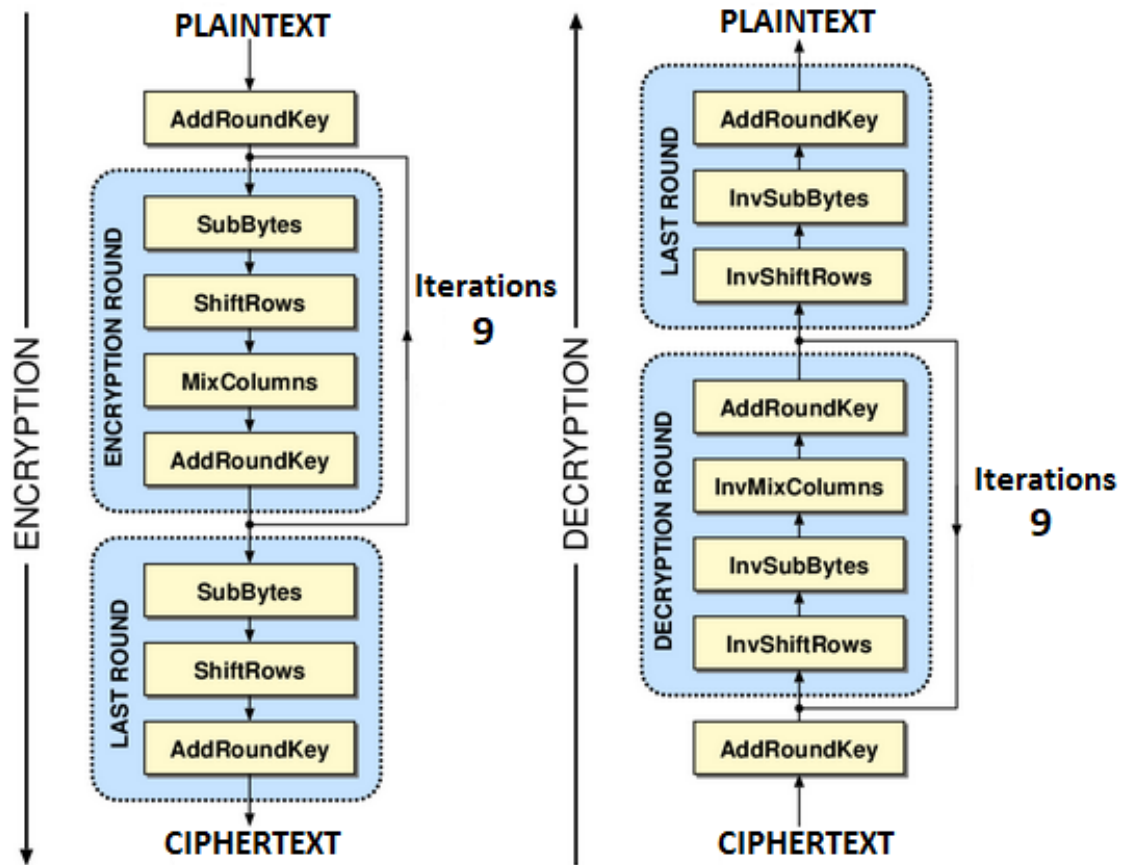 ENCRYPTION
PLAINTEXT
AddRoundKey
ENCRYPTION ROUND
SubBytes
ShiftRows
MixColumns
AddRoundKey
Iterations
9
LAST ROUND
SubBytes
ShiftRows
AddRoundKey
CIPHERTEXT
DECRYPTION
PLAINTEXT
LAST ROUND
AddRoundKey
InvSubBytes
InvShiftRows
DECRYPTION ROUND
AddRoundKey
InvMixColumns
InvSubBytes
InvShiftRows
Iterations
9
AddRoundKey
CIPHERTEXT